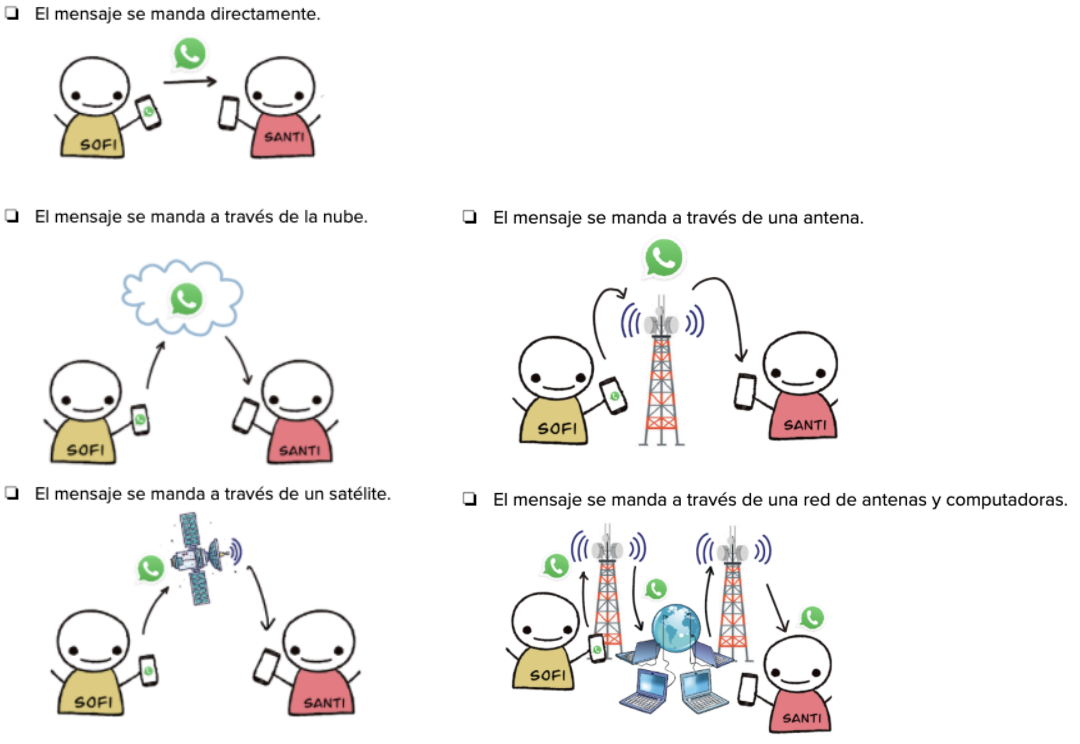 El mensaje se manda directamente.
SOFI
SANTI
El mensaje se manda a través de la nube.
SOFI
SANTI
El mensaje se manda a través de una antena.
SOFI
SANTI
El mensaje se manda a través de un satélite.
SOFI
SANTI
El mensaje se manda a través de una red de antenas y computadoras.
SOFI
SANTI